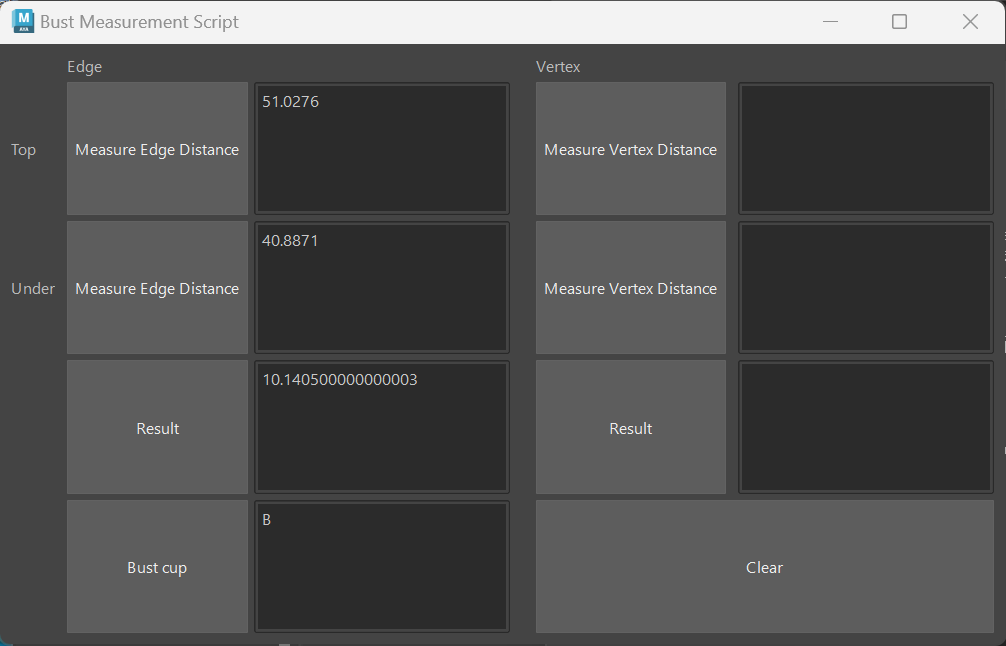 Bust Measurement Script
Edge
Vertex
Top
Measure Edge Distance
51.0276
Measure Vertex Distance
Under
Measure Edge Distance
40.8871
Measure Vertex Distance
Result
10.140500000000003
Result
Bust cup
B
Clear